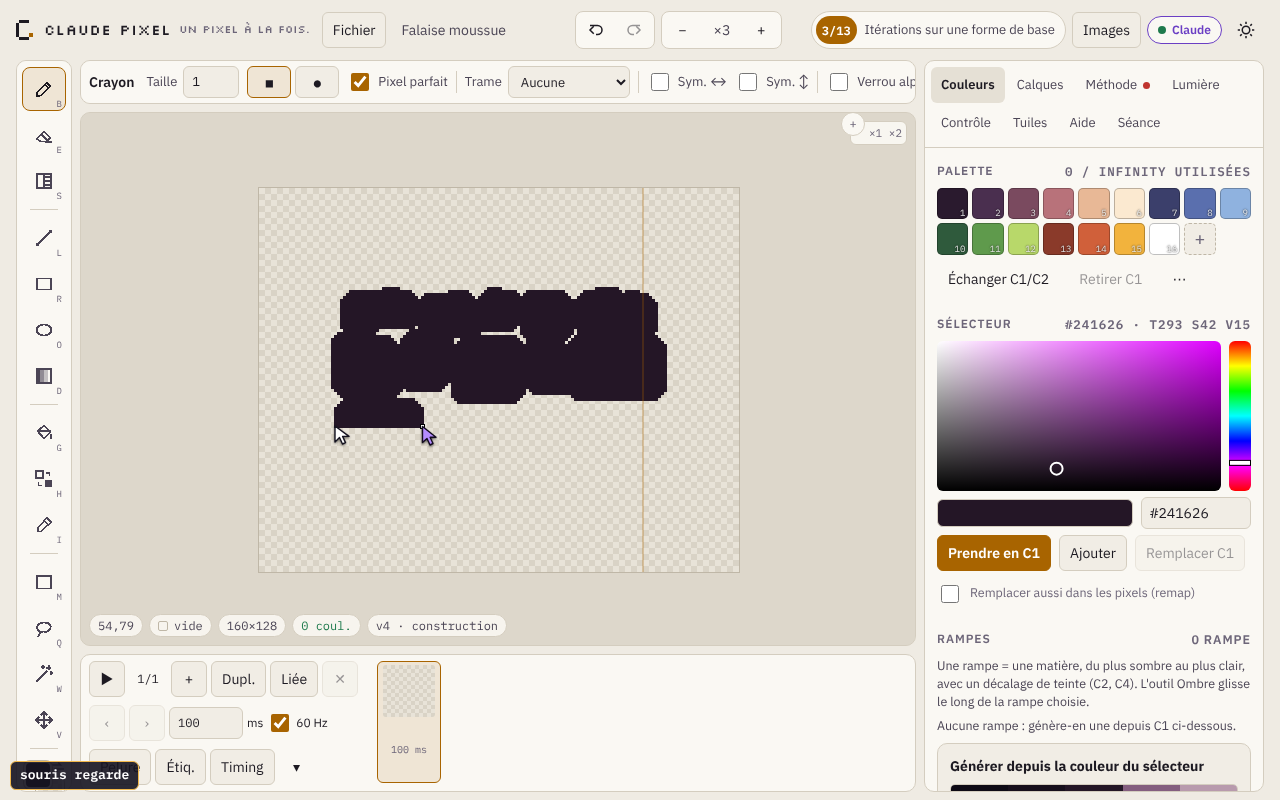 CLAUDE PIXEL UN PIXEL À LA FOIS.
Fichier
Falaise moussue
− ×3 +
3/13 Itérations sur une forme de base
Images
Claude
Crayon Taille 1
Pixel parfait
Trame Aucune
Sym. ↔
Sym. ↕
Verrou alp
B
E
S
L
R
O
D
G
H
I
M
Q
W
V
+
×1 ×2
54,79
vide
160×128
0 coul.
v4 · construction
1/1
+
Dupl.
Liée
×
‹
›
100 ms
60 Hz
Étiq.
Timing
▼
100 ms
souris regarde
Couleurs
Calques
Méthode
Lumière
Contrôle
Tuiles
Aide
Séance
PALETTE 0 / INFINITY UTILISÉES
1 2 3 4 5 6 7 8 9
10 11 12 13 14 15 16 +
Échanger C1/C2
Retirer C1
···
SÉLECTEUR #241626 · T293 S42 V15
#241626
Prendre en C1
Ajouter
Remplacer C1
Remplacer aussi dans les pixels (remap)
RAMPES 0 RAMPE
Une rampe = une matière, du plus sombre au plus clair,
avec un décalage de teinte (C2, C4). L'outil Ombre glisse
le long de la rampe choisie.
Aucune rampe : génère-en une depuis C1 ci-dessous.
Générer depuis la couleur du sélecteur